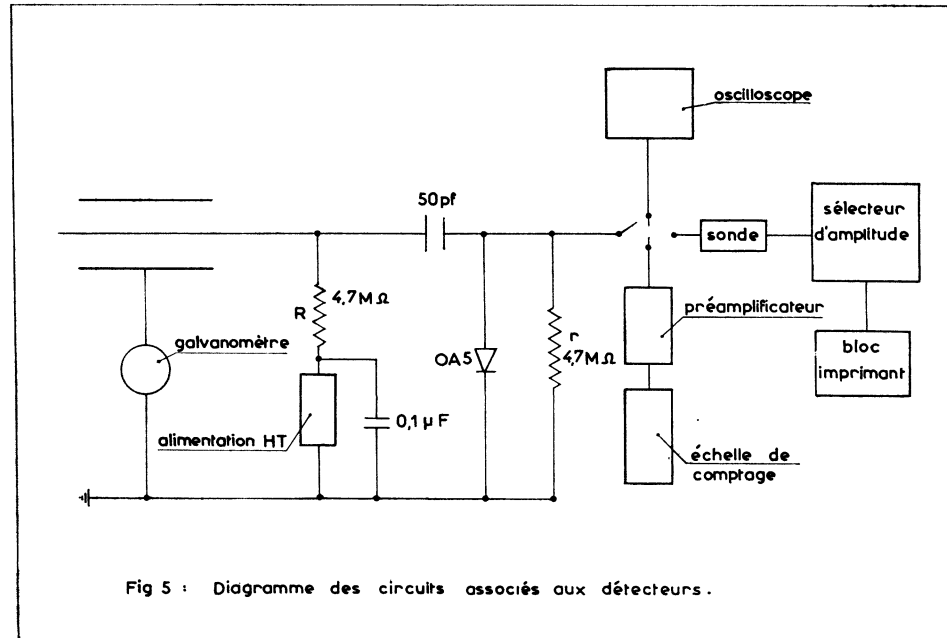 oscilloscope
50pf
sélecteur
d'amplitude
sonde
4,7MΩ
R
préamplificateur
galvanomètre
r
4,7MΩ
OA5
bloc
imprimant
0,1µF
alimentation HT
échelle de
comptage
Fig 5 : Diagramme des circuits associés aux détecteurs.